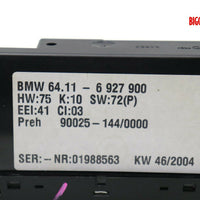 BIGG
BMW 64.11 - 6 927 900
HW:75 K:10 SW:72(P)
EEI:41 CI:03
Preh 90025-144/0000
SER:-NR:01988563 KW 46/2004